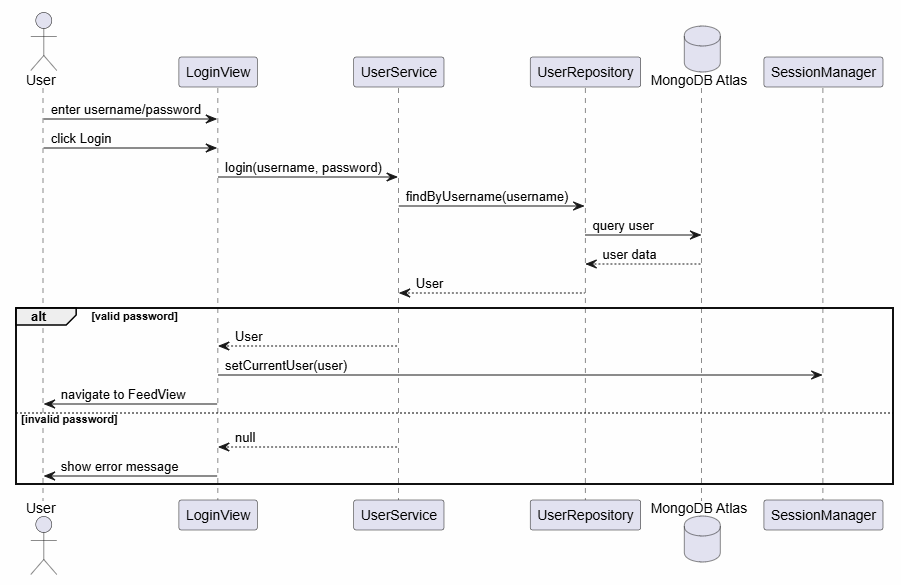 User
LoginView
UserService
UserRepository
MongoDB Atlas
SessionManager
enter username/password
click Login
login(username, password)
findByUsername(username)
query user
user data
User
alt
[valid password]
User
setCurrentUser(user)
navigate to FeedView
[invalid password]
null
show error message
User
LoginView
UserService
UserRepository
MongoDB Atlas
SessionManager